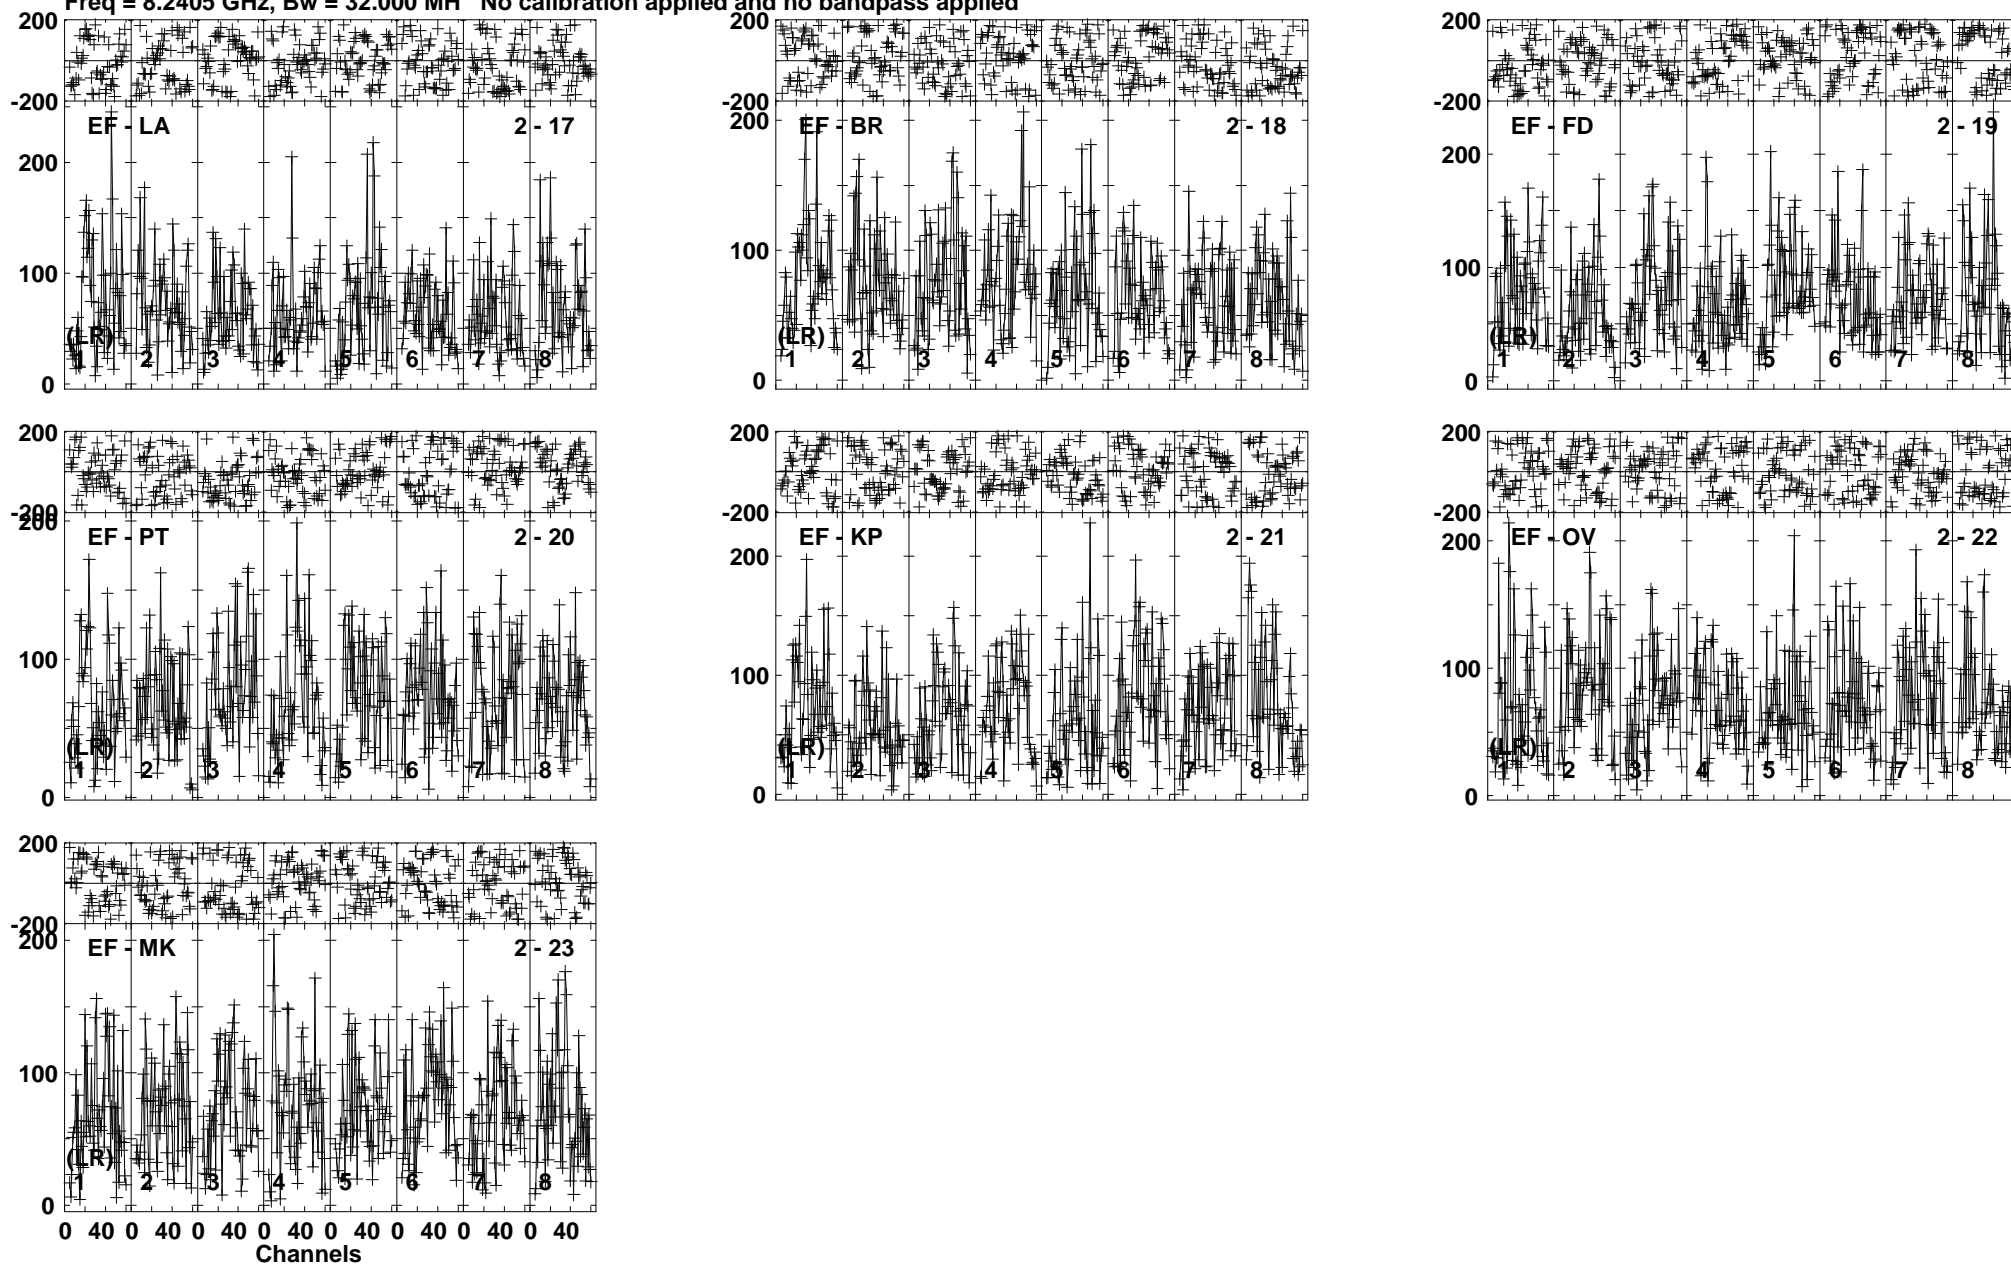 Freq = 8.2405 GHz, Bw = 32.000 MH No calibration applied and no bandpass applied
200 200 200
-200 -200 -200
EF - LA 2 - 17 EF - BR 2 - 18 EF - FD 2 - 19
200 200 200
100 100 100
(LR) (LR) (LR)
1 2 3 4 5 6 7 8 1 2 3 4 5 6 7 8 1 2 3 4 5 6 7 8
0 0 0
200 200 200
-200 -200 -200
200
EF - PT 2 - 20 EF - KP 2 - 21 EF - OV 2 - 22
200 200
100 100 100
(LR) (LR) (LR)
1 2 3 4 5 6 7 8 1 2 3 4 5 6 7 8 1 2 3 4 5 6 7 8
0 0 0
200
-200
200
EF - MK 2 - 23
100
(LR)
1 2 3 4 5 6 7 8
0
0 40 0 40 0 40 0 40 0 40 0 40 0 40 0 40
Channels